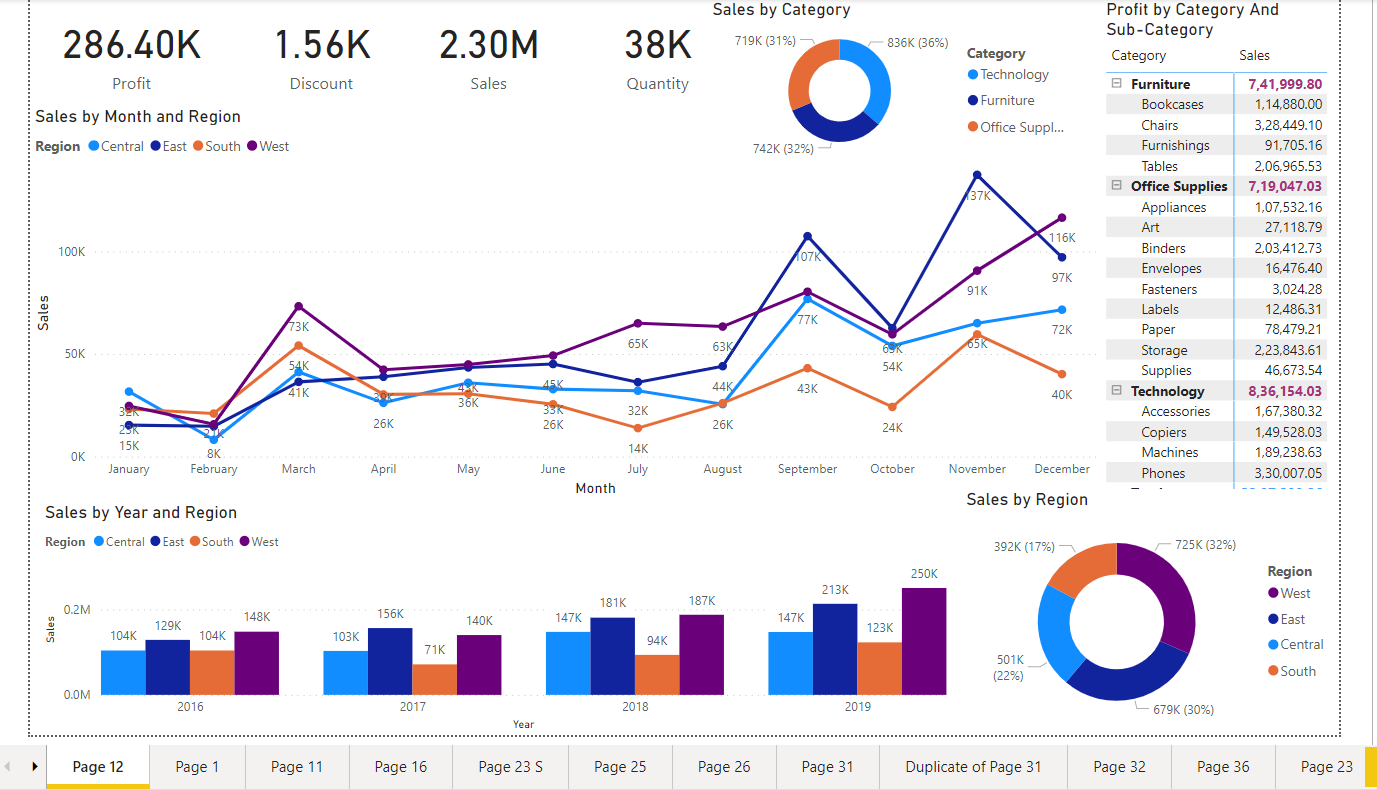 286.40K
Profit
1.56K
Discount
2.30M
Sales
38K
Quantity
Sales by Category
719K (31%)
836K (36%)
742K (32%)
Category
Technology
Furniture
Office Suppl...
Profit by Category And
Sub-Category
Category Sales
Furniture 7,41,999.80
Bookcases 1,14,880.00
Chairs 3,28,449.10
Furnishings 91,705.16
Tables 2,06,965.53
Office Supplies 7,19,047.03
Appliances 1,07,532.16
Art 27,118.79
Binders 2,03,412.73
Envelopes 16,476.40
Fasteners 3,024.28
Labels 12,486.31
Paper 78,479.21
Storage 2,23,843.61
Supplies 46,673.54
Technology 8,36,154.03
Accessories 1,67,380.32
Copiers 1,49,528.03
Machines 1,89,238.63
Phones 3,30,007.05
Sales by Month and Region
Region Central East South West
Sales
100K
50K
0K
137K
116K
107K
97K
91K
77K
73K
72K
65K
63K
65K
54K
54K
44K
45K
43K
43K
41K
40K
36K
32K
32K
33K
26K
26K
26K
24K
23K
21K
15K
14K
8K
January February March April May June July August September October November December
Month
Sales by Year and Region
Region Central East South West
Sales
0.2M
0.0M
104K 129K 104K 148K
103K 156K 71K 140K
147K 181K 94K 187K
147K 213K 123K 250K
2016 2017 2018 2019
Year
Sales by Region
392K (17%)
725K (32%)
501K
(22%)
679K (30%)
Region
West
East
Central
South
Page 12 Page 1 Page 11 Page 16 Page 23 S Page 25 Page 26 Page 31 Duplicate of Page 31 Page 32 Page 36 Page 23